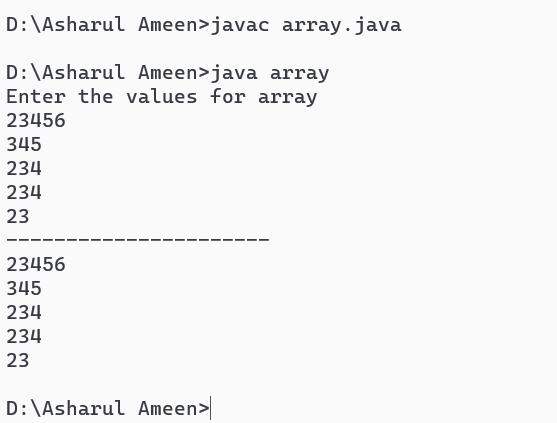 D:\Asharul Ameen>javac array.java
D:\Asharul Ameen>java array
Enter the values for array
23456
345
234
234
23
----------------------
23456
345
234
234
23
D:\Asharul Ameen>